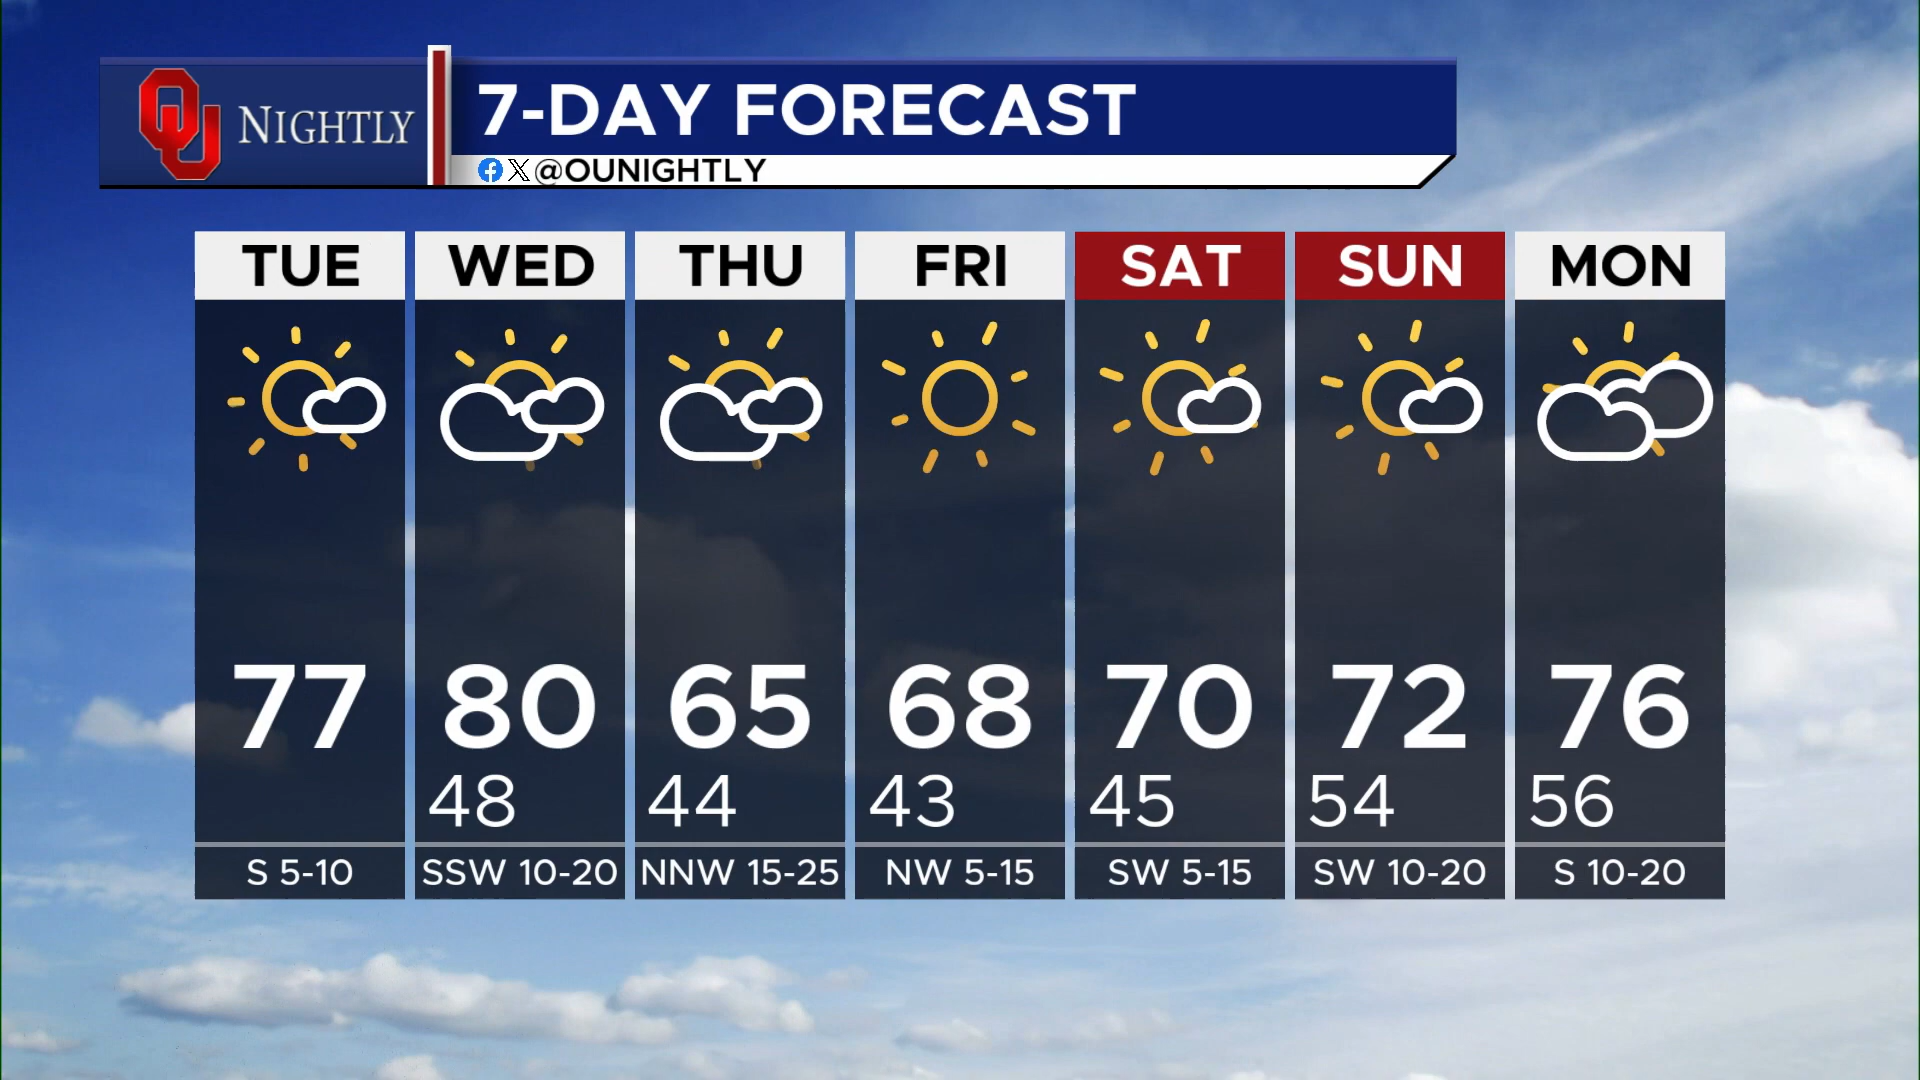 OU NIGHTLY
7-DAY FORECAST
@OUNIGHTLY
TUE WED THU FRI SAT SUN MON
77 80 65 68 70 72 76
48 44 43 45 54 56
S 5-10 SSW 10-20 NNW 15-25 NW 5-15 SW 5-15 SW 10-20 S 10-20